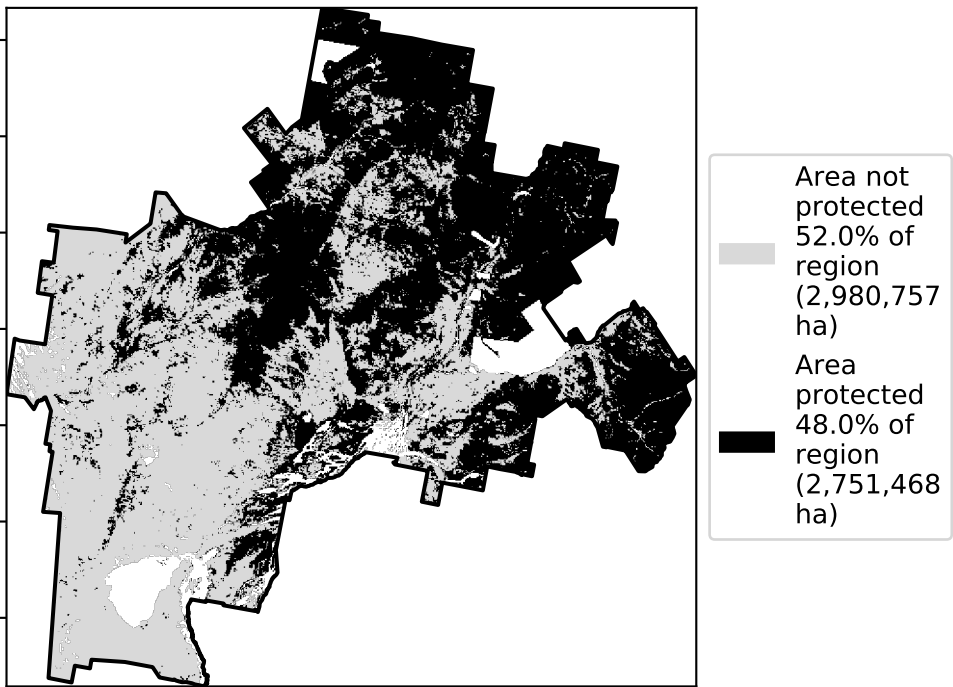 Area not
protected
52.0% of
region
(2,980,757
ha)
Area
protected
48.0% of
region
(2,751,468
ha)